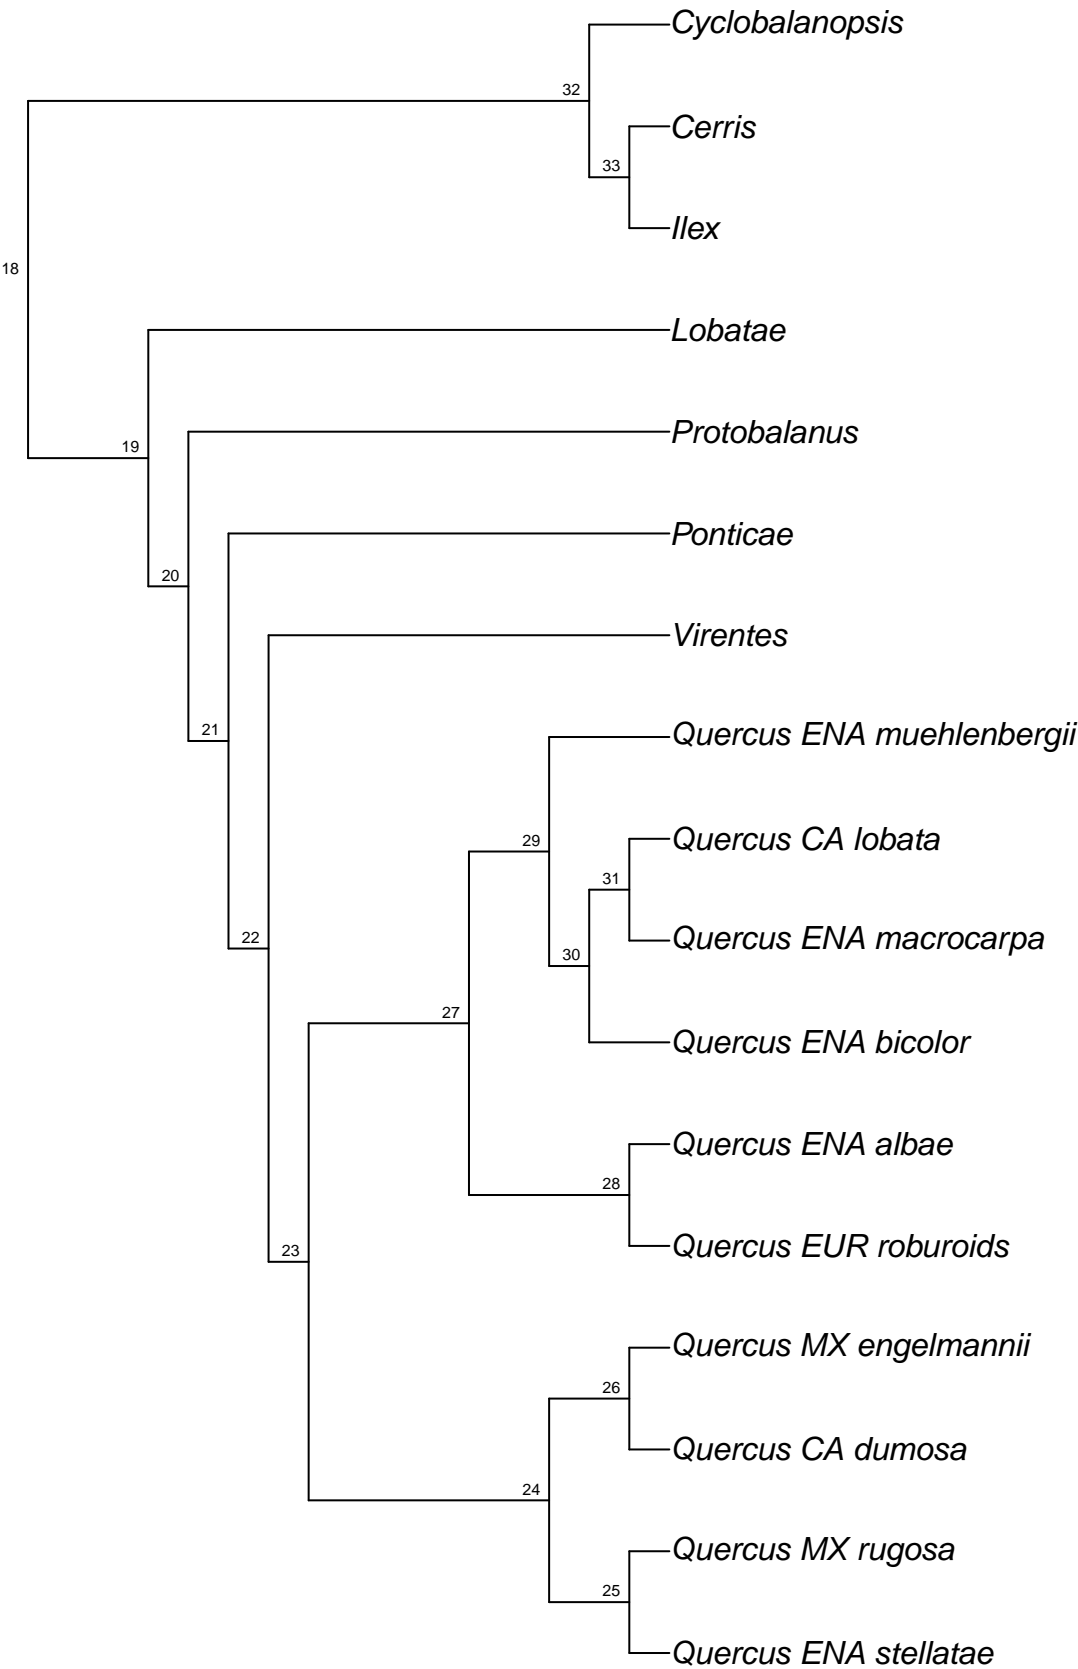 Cyclobalanopsis
32
Cerris
33
Ilex
18
Lobatae
Protobalanus
19
Ponticae
20
Virentes
21
Quercus ENA muehlenbergii
29
Quercus CA lobata
31
22
Quercus ENA macrocarpa
30
27
Quercus ENA bicolor
Quercus ENA albae
28
23
Quercus EUR roburoids
Quercus MX engelmannii
26
Quercus CA dumosa
24
Quercus MX rugosa
25
Quercus ENA stellatae